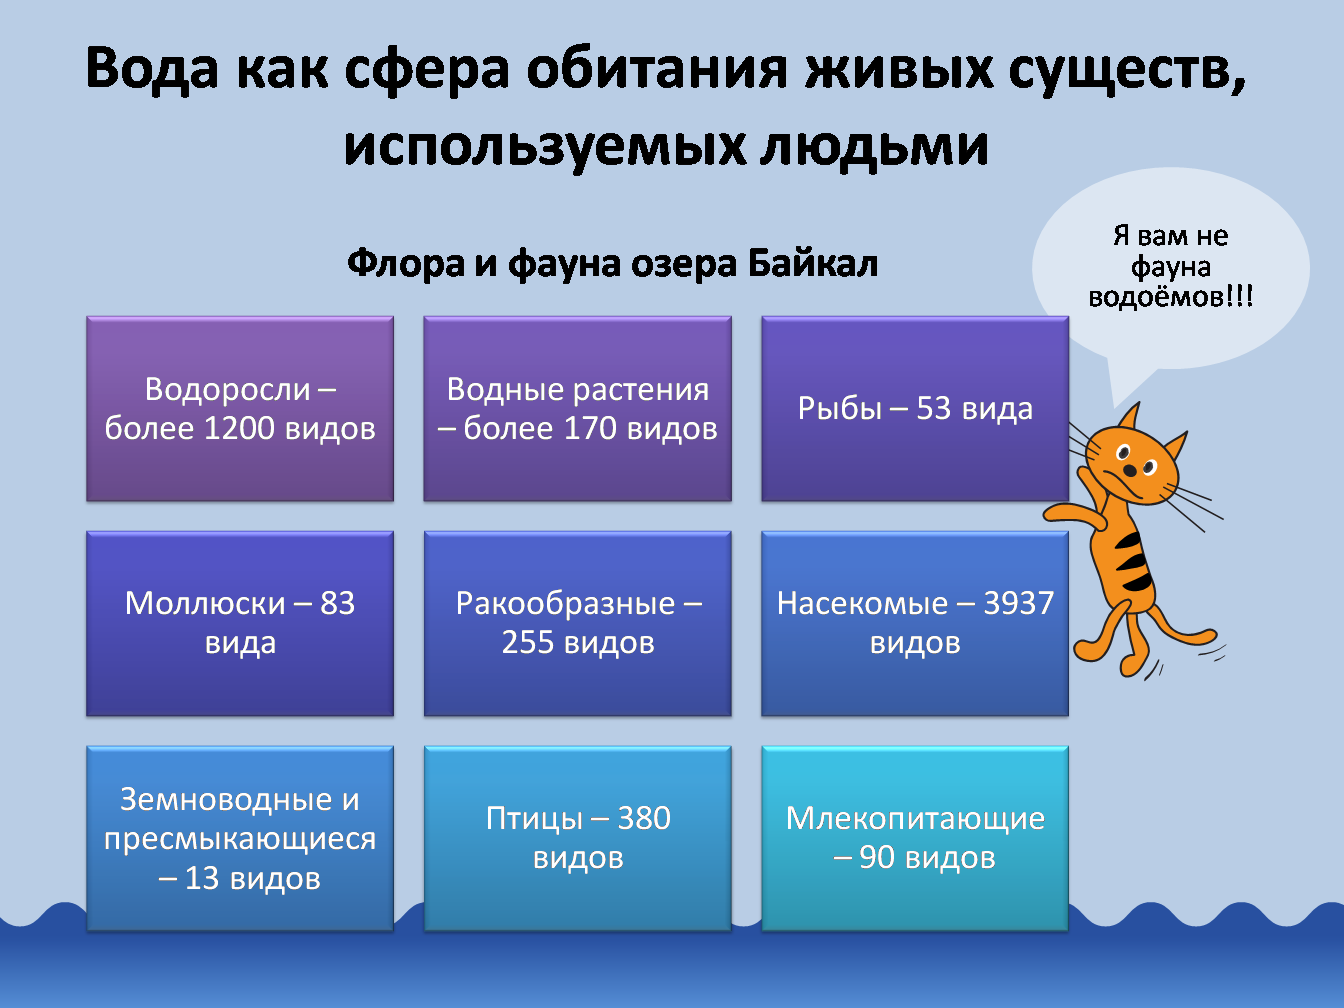 Вода как сфера обитания живых существ,
используемых людьми
Флора и фауна озера Байкал
Я вам не
фауна
водоёмов!!!
Водоросли –
более 1200 видов
Водные растения
– более 170 видов
Рыбы – 53 вида
Моллюски – 83
вида
Ракообразные –
255 видов
Насекомые – 3937
видов
Земноводные и
пресмыкающиеся
– 13 видов
Птицы – 380
видов
Млекопитающие
– 90 видов